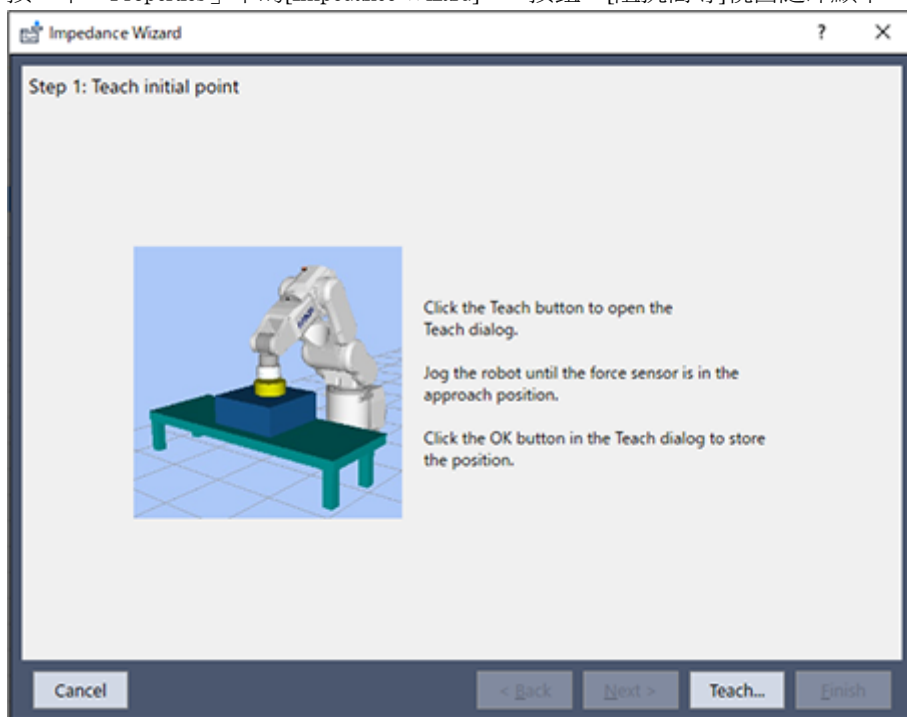 Impedance Wizard ? ×
Step 1: Teach initial point
Click the Teach button to open the
Teach dialog.
Jog the robot until the force sensor is in the
approach position.
Click the OK button in the Teach dialog to store
the position.
Cancel < Back Next > Teach... Finish